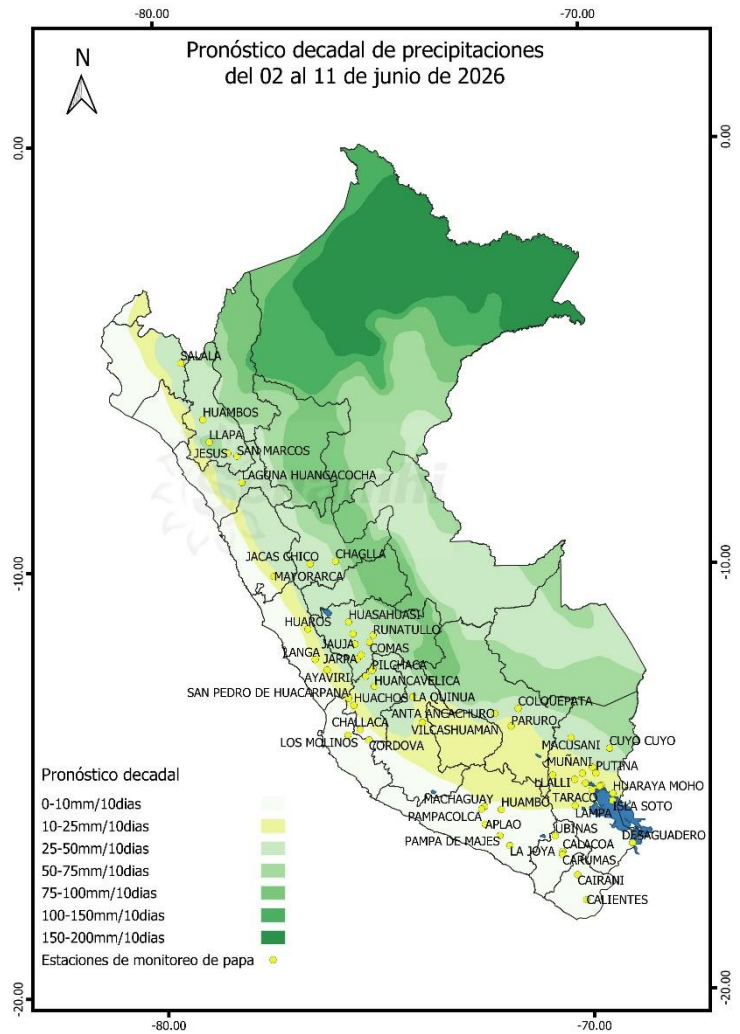 -80.00
-70.00
Pronóstico decadal de precipitaciones
del 02 al 11 de junio de 2026
N
0.00
0.00
SALALA
HUAMBOS
LLAPA
JESUS
SAN MARCOS
LAGUNA HUANGACOCHA
-10.00
-10.00
JACAS CHICO
CHAGLLA
MAYORARCA
HUASAHUASI
HUAROS
RUNATULLO
JAUJA
COMAS
LANGA
JARPA
PILCHACA
AYAVIRI
HUANCAVELICA
SAN PEDRO DE HUACARPANA
HUACHOS
LA QUINUA
COLQUEPATA
ANTA ANCACHURO
PARURO
CHALLACA
VILCASHUAMAN
LOS MOLINOS
CORDOVA
MACUSANI
CUYO CUYO
MUÑANI
PUTINA
LLALLI
HUARAYA MOHO
TARACO
ISLA SOTO
MACHAGUAY
HUAMBO
LAMPA
PAMPACOLCA
APLAO
UBINAS
DESAGUADERO
PAMPA DE MAJES
LA JOYA
CALACOA
CARUMAS
CAIRANI
CALIENTES
Pronóstico decadal
0-10mm/10dias
10-25mm/10dias
25-50mm/10dias
50-75mm/10dias
75-100mm/10dias
100-150mm/10dias
150-200mm/10dias
Estaciones de monitoreo de papa
-20.00
-20.00
-80.00
-70.00